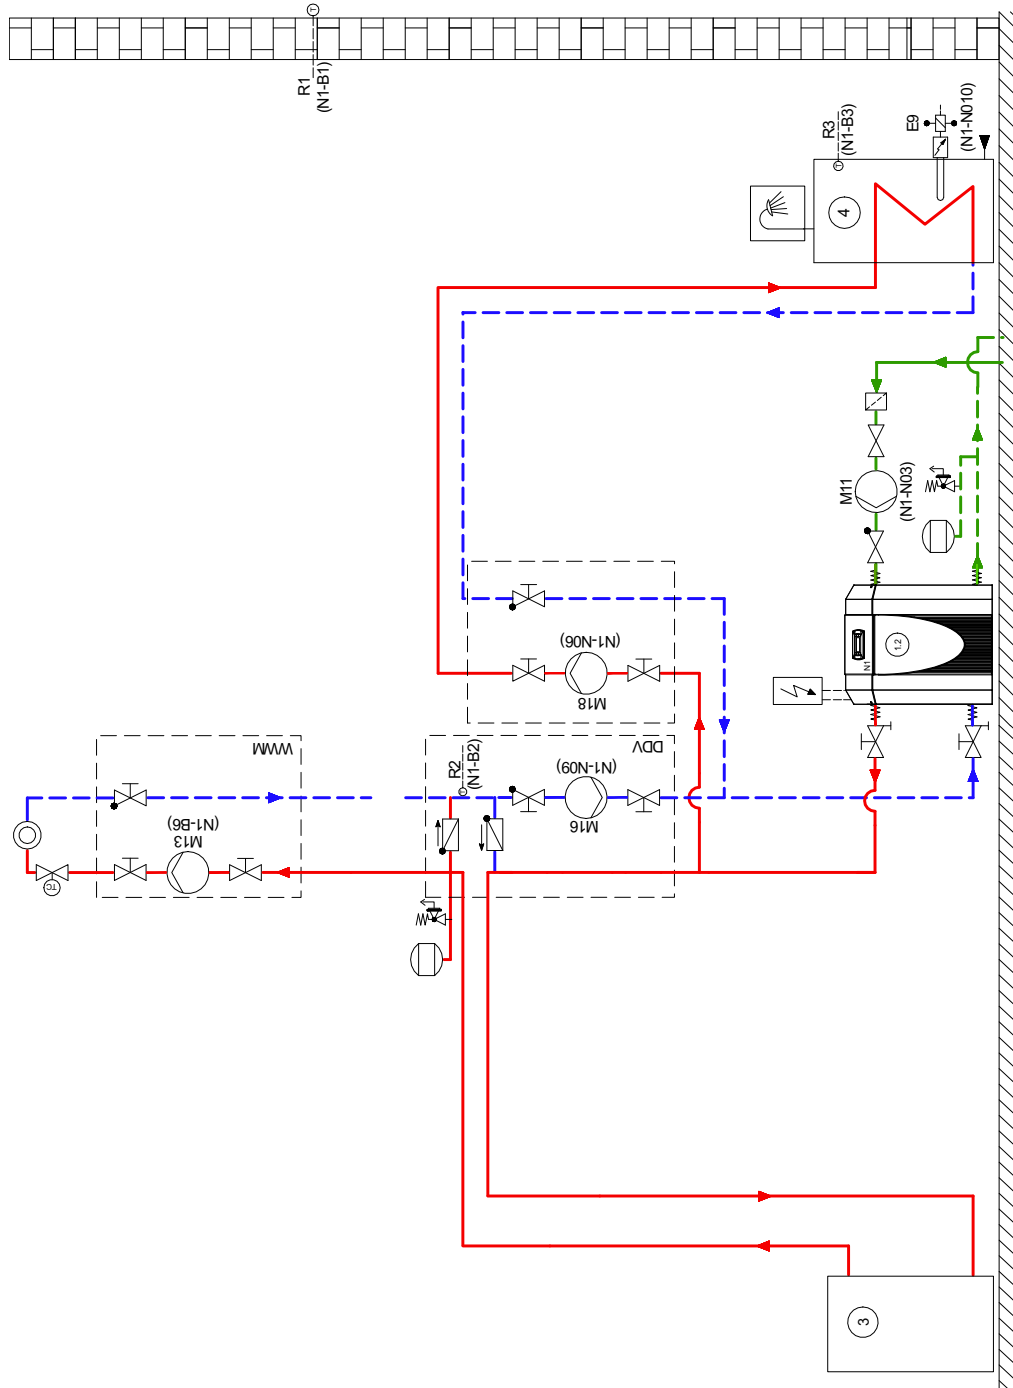 R1
(N1-B1)
T
R3
(N1-B3)
T
E9
(N1-N010)
4
M11
(N1-N03)
N1
1.2
M18
(N1-N06)
WWM
M13
(N1-B6)
TC
R2
(N1-B2)
T
DDV
M16
(N1-N09)
3